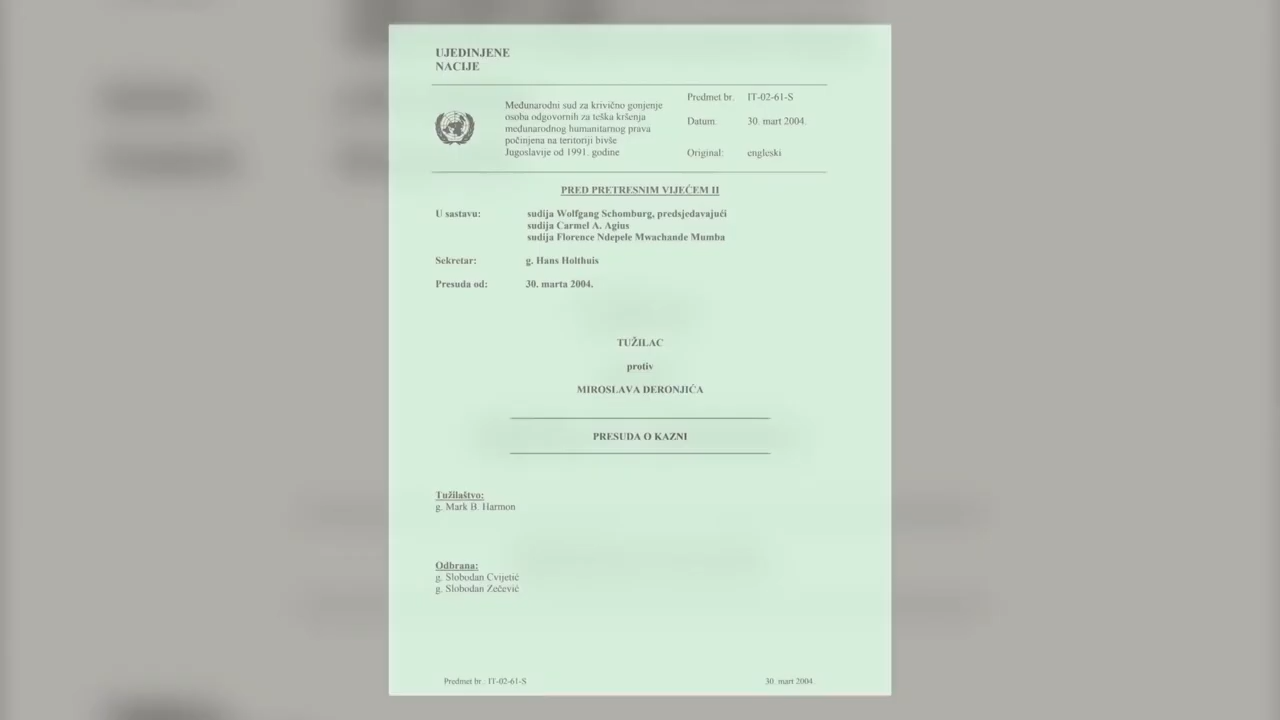 UJEDINJENE
NACIJE
Međunarodni sud za krivično gonjenje
osoba odgovornih za teška kršenja
međunarodnog humanitarnog prava
počinjena na teritoriji bivše
Jugoslavije od 1991. godine
Predmet br. IT-02-61-S
Datum. 30. mart 2004.
Original: engleski
PRED PRETRESNIM VIJEĆEM II
U sastavu: sudija Wolfgang Schomburg, predsjedavajući
sudija Carmel A. Agius
sudija Florence Ndepele Mwachande Mumba
Sekretar: g. Hans Holthuis
Presuda od: 30. marta 2004.
TUŽILAC
protiv
MIROSLAVA DERONJIĆA
PRESUDA O KAZNI
Tužilaštvo:
g. Mark B. Harmon
Odbrana:
g. Slobodan Cvijetić
g. Slobodan Zečević
Predmet br.: IT-02-61-S 30. mart 2004.